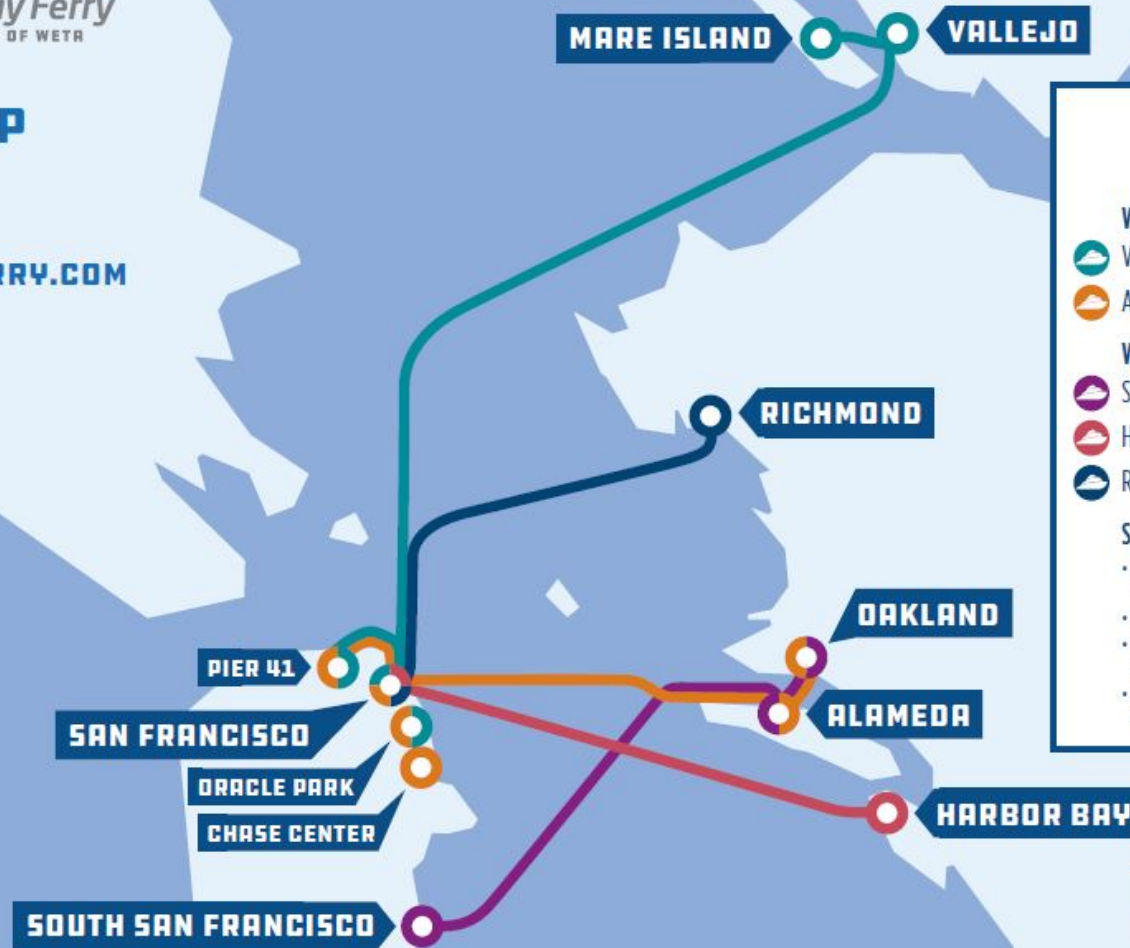 Ferry
OF WETA
MARE ISLAND
VALLEJO
RICHMOND
OAKLAND
PIER 41
ALAMEDA
SAN FRANCISCO
ORACLE PARK
CHASE CENTER
HARBOR BAY
SOUTH SAN FRANCISCO